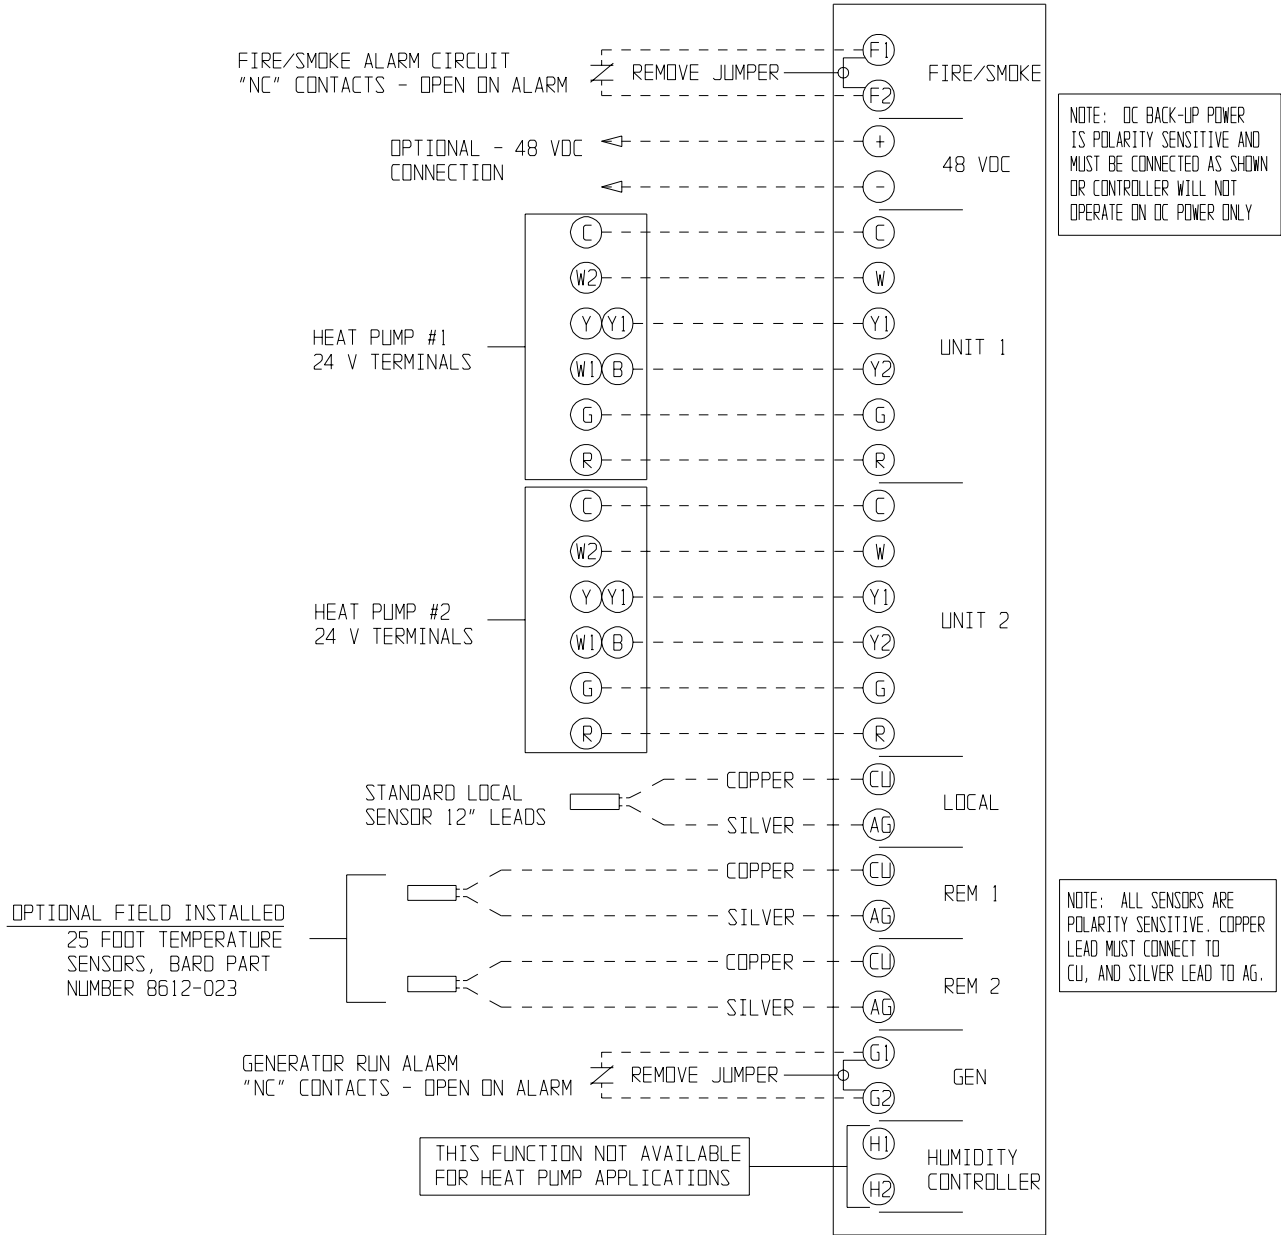 FIRE/SMOKE ALARM CIRCUIT
"NC" CONTACTS - OPEN ON ALARM
REMOVE JUMPER
F1
F2
FIRE/SMOKE
OPTIONAL - 48 VDC
CONNECTION
+
-
48 VDC
NOTE: DC BACK-UP POWER
IS POLARITY SENSITIVE AND
MUST BE CONNECTED AS SHOWN
OR CONTROLLER WILL NOT
OPERATE ON DC POWER ONLY
HEAT PUMP #1
24 V TERMINALS
C C
W2 W
Y Y1 Y1
W1 B Y2
G G
R R
UNIT 1
HEAT PUMP #2
24 V TERMINALS
C C
W2 W
Y Y1 Y1
W1 B Y2
G G
R R
UNIT 2
STANDARD LOCAL
SENSOR 12" LEADS
COPPER CU
SILVER AG
LOCAL
OPTIONAL FIELD INSTALLED
25 FOOT TEMPERATURE
SENSORS, BARD PART
NUMBER 8612-023
COPPER CU
SILVER AG
REM 1
COPPER CU
SILVER AG
REM 2
NOTE: ALL SENSORS ARE
POLARITY SENSITIVE. COPPER
LEAD MUST CONNECT TO
CU, AND SILVER LEAD TO AG.
GENERATOR RUN ALARM
"NC" CONTACTS - OPEN ON ALARM
REMOVE JUMPER
G1
G2
GEN
THIS FUNCTION NOT AVAILABLE
FOR HEAT PUMP APPLICATIONS
H1
H2
HUMIDITY
CONTROLLER